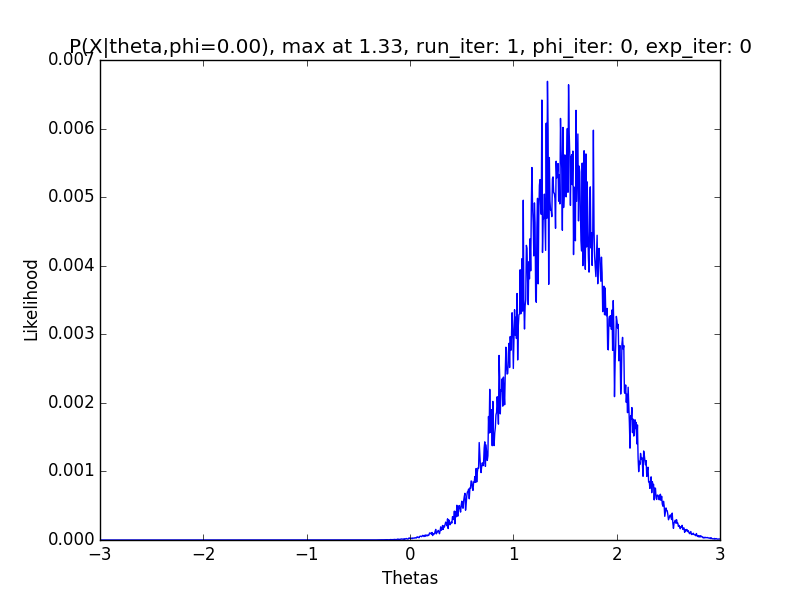 P(X|theta,phi=0.00), max at 1.33, run_iter: 1, phi_iter: 0, exp_iter: 0
0.007
0.006
0.005
0.004
0.003
0.002
0.001
0.000
Likelihood
−3 −2 −1 0 1 2 3
Thetas